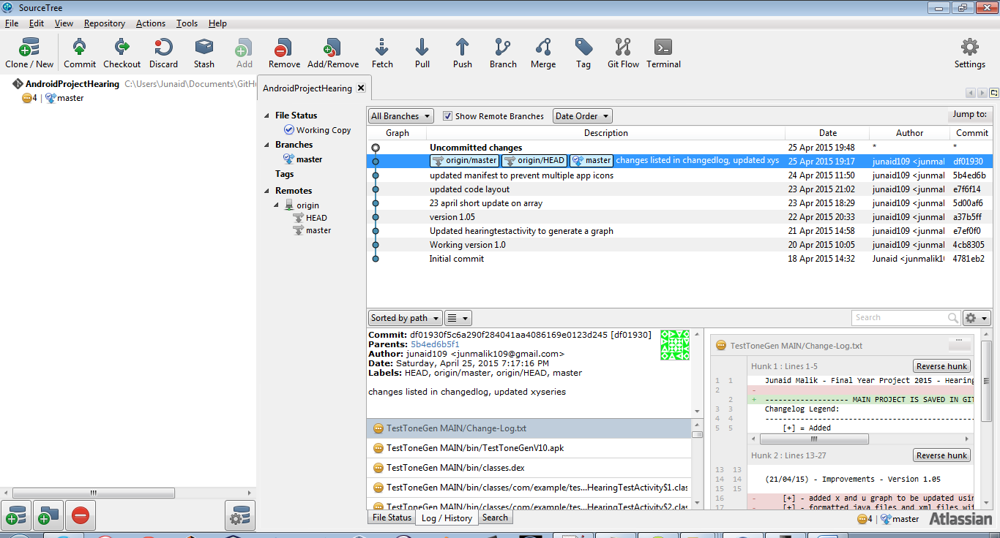 SourceTree
File Edit View Repository Actions Tools Help
Clone / New Commit Checkout Discard Stash Add Remove Add/Remove Fetch Pull Push Branch Merge Tag Git Flow Terminal Settings
AndroidProjectHearing C:\Users\Junaid\Documents\GitHu
4 | master
AndroidProjectHearing
File Status
Working Copy
Branches
master
Tags
Remotes
origin
HEAD
master
All Branches Show Remote Branches Date Order Jump to:
Graph Description Date Author Commit
Uncommitted changes 25 Apr 2015 19:48 * *
origin/master origin/HEAD master changes listed in changedlog, updated xys 25 Apr 2015 19:17 junaid109 <junmal df01930
updated manifest to prevent multiple app icons 24 Apr 2015 11:50 junaid109 <junmal 5b4ed6b
updated code layout 23 Apr 2015 21:02 junaid109 <junmal e7f6f14
23 april short update on array 23 Apr 2015 18:29 junaid109 <junmal 5d00af6
version 1.05 22 Apr 2015 20:33 junaid109 <junmal a37b5ff
Updated hearingtestactivity to generate a graph 21 Apr 2015 14:58 junaid109 <junmal e7ef0f0
Working version 1.0 20 Apr 2015 10:05 junaid109 <junmal 4cb8305
Initial commit 18 Apr 2015 14:32 Junaid <junmalik1 4781eb2
Sorted by path Search
Commit: df01930f5c6a290f284041aa4086169e0123d245 [df01930]
Parents: 5b4ed6b5f1
Author: junaid109 <junmalik109@gmail.com>
Date: Saturday, April 25, 2015 7:17:16 PM
Labels: HEAD, origin/master, origin/HEAD, master
changes listed in changedlog, updated xyseries
TestToneGen MAIN/Change-Log.txt
TestToneGen MAIN/bin/TestToneGenV10.apk
TestToneGen MAIN/bin/classes.dex
TestToneGen MAIN/bin/classes/com/example/tes...HearingTestActivity$1.clas
TestToneGen MAIN/bin/classes/com/example/tes...HearingTestActivity$2.clas
TestToneGen MAIN/Change-Log.txt
Hunk 1 : Lines 1-5 Reverse hunk
1 1 Junaid Malik - Final Year Project 2015 - Hearing
2 -
2 + ------------------- MAIN PROJECT IS SAVED IN GIT
3 3 Changelog Legend:
4 4 ------------------------------------------------
5 5 [+] = Added
Hunk 2 : Lines 13-27 Reverse hunk
13 13
14 14 (21/04/15) - Improvements - Version 1.05
15 15
16 - [+] - added x and u graph to be updated usin
17 - [+] - formatted java files and xml files wit
File Status Log / History Search
4 | master Atlassian